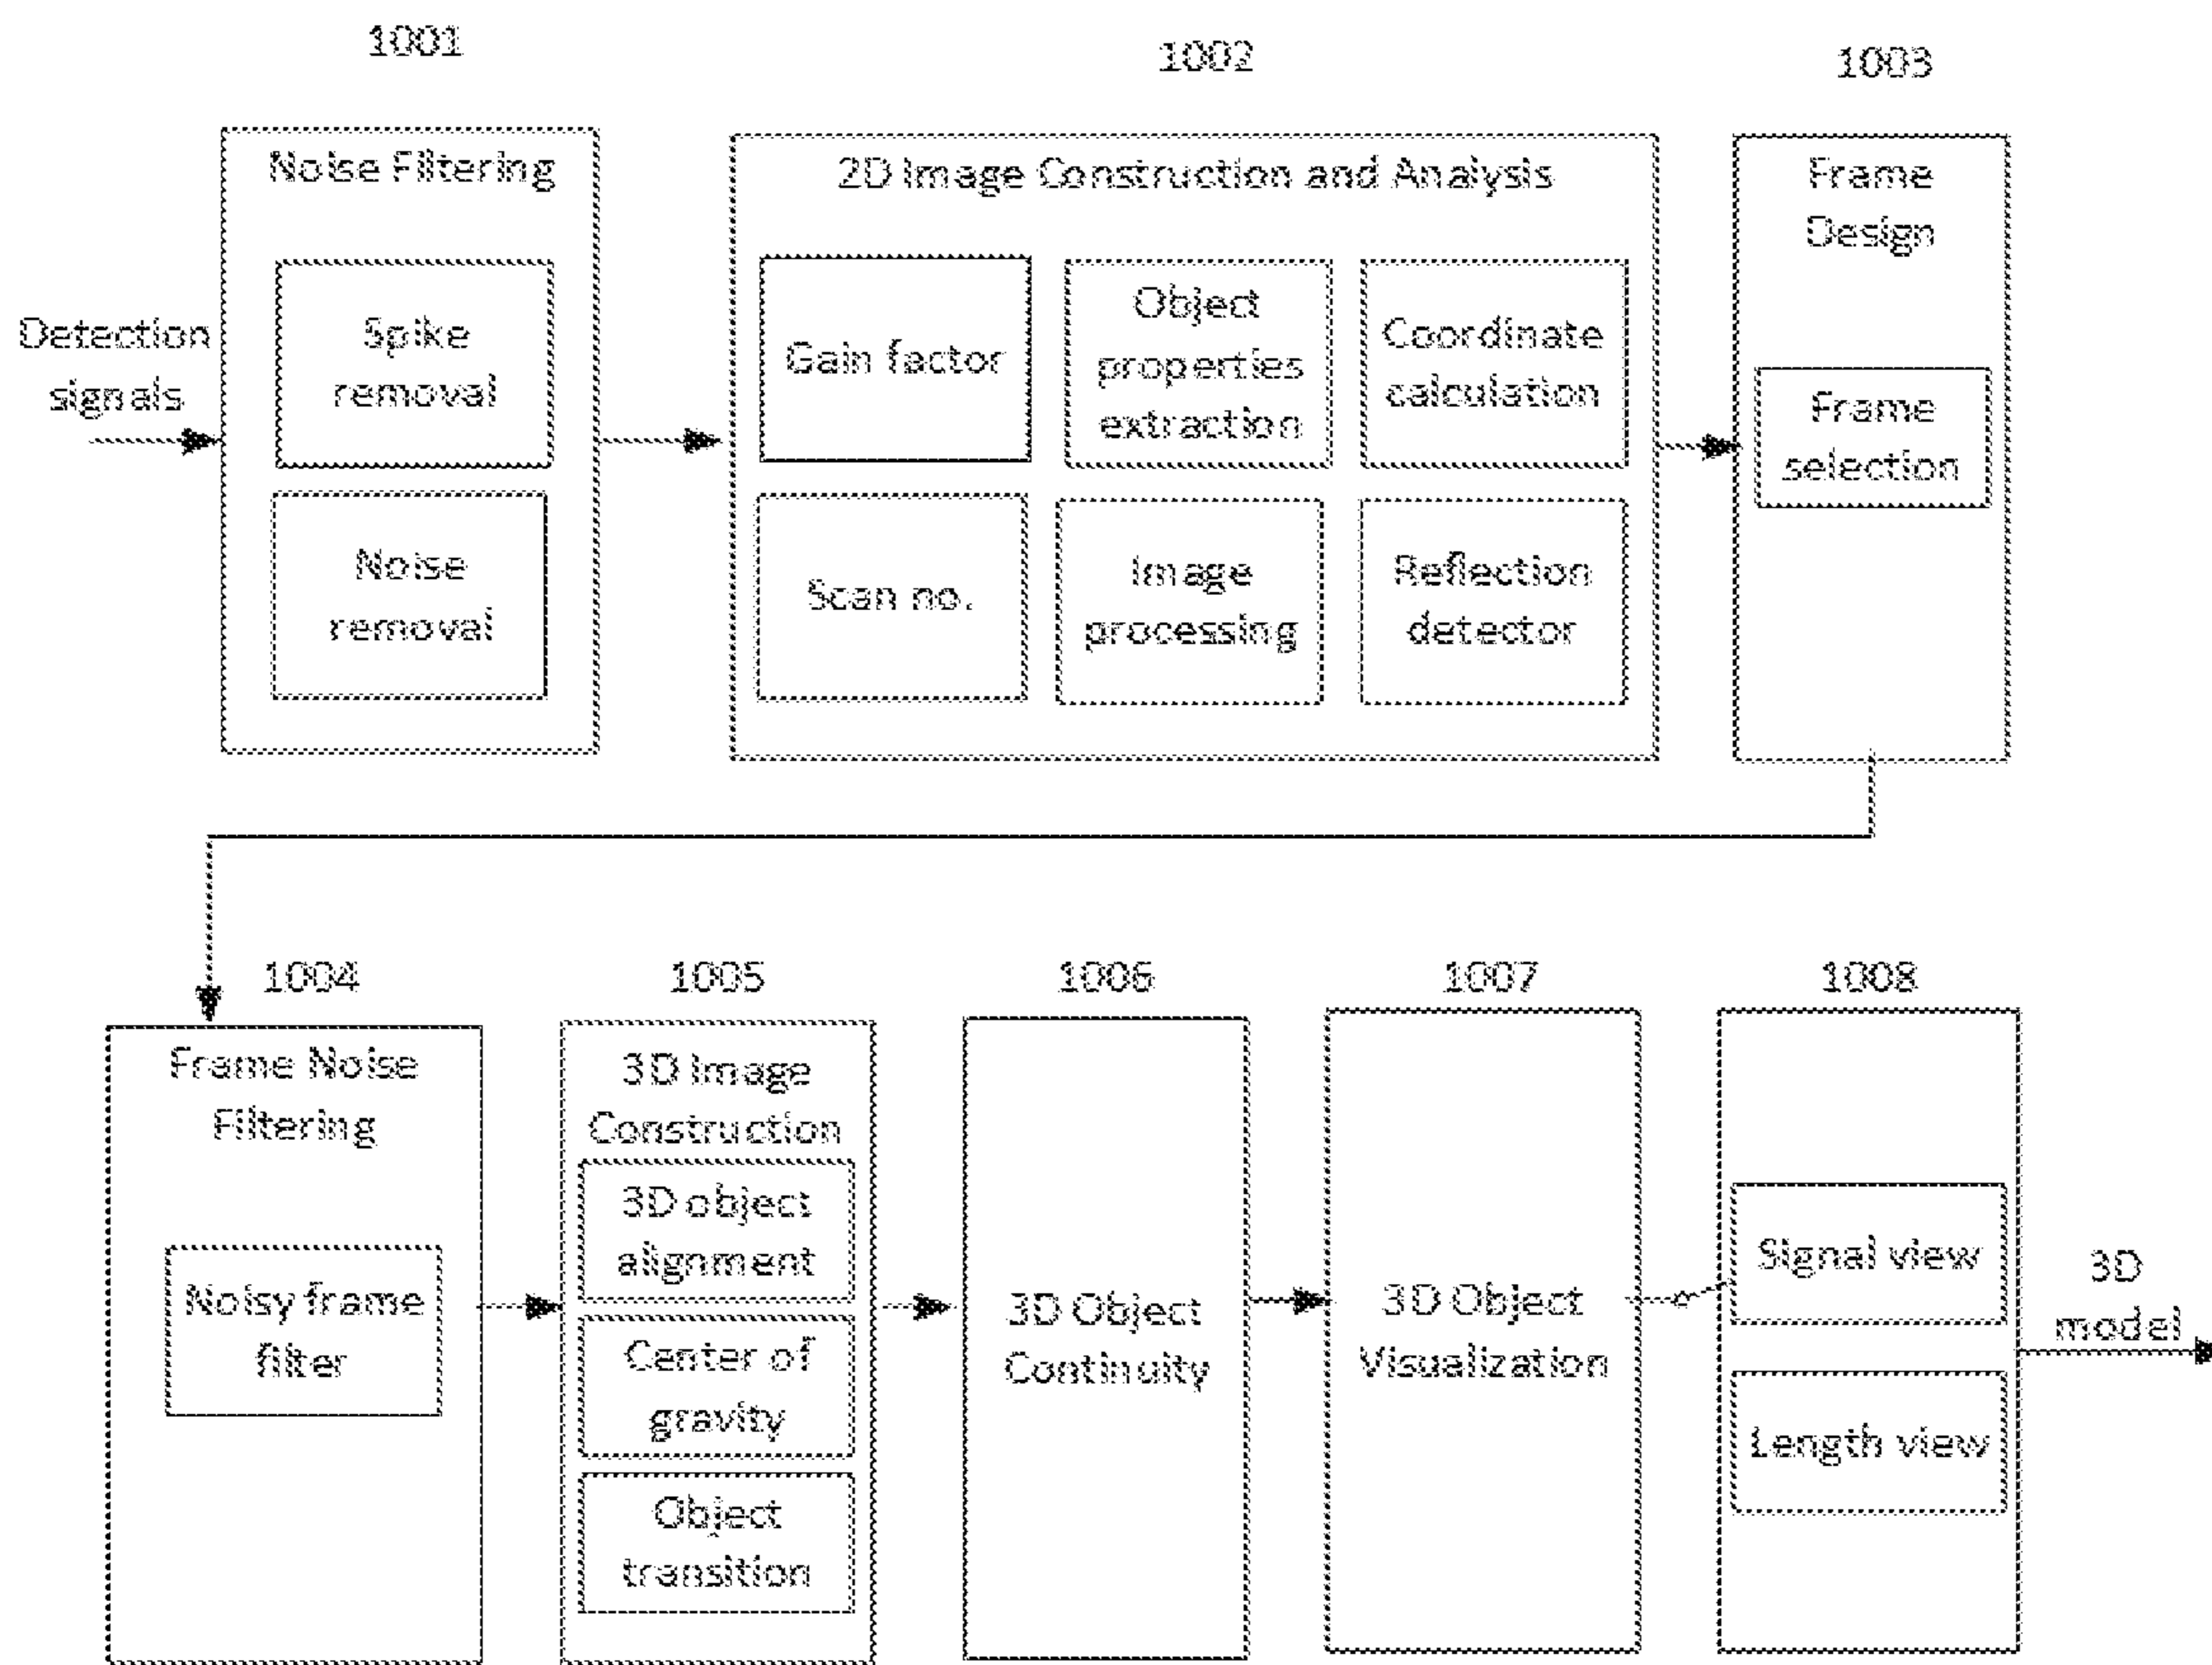 1001
1002
1003
Noise Filtering
2D Image Construction and Analysis
Frame
Design
Detection
signals
Spike
removal
Noise
removal
Gain factor
Object
properties
extraction
Coordinate
calculation
Scan no.
Image
processing
Reflection
detector
Frame
selection
1004
1005
1006
1007
1008
Frame Noise
Filtering
Noisy frame
filter
3D Image
Construction
3D object
alignment
Center of
gravity
Object
transition
3D Object
Continuity
3D Object
Visualization
Signal view
Length view
3D
model